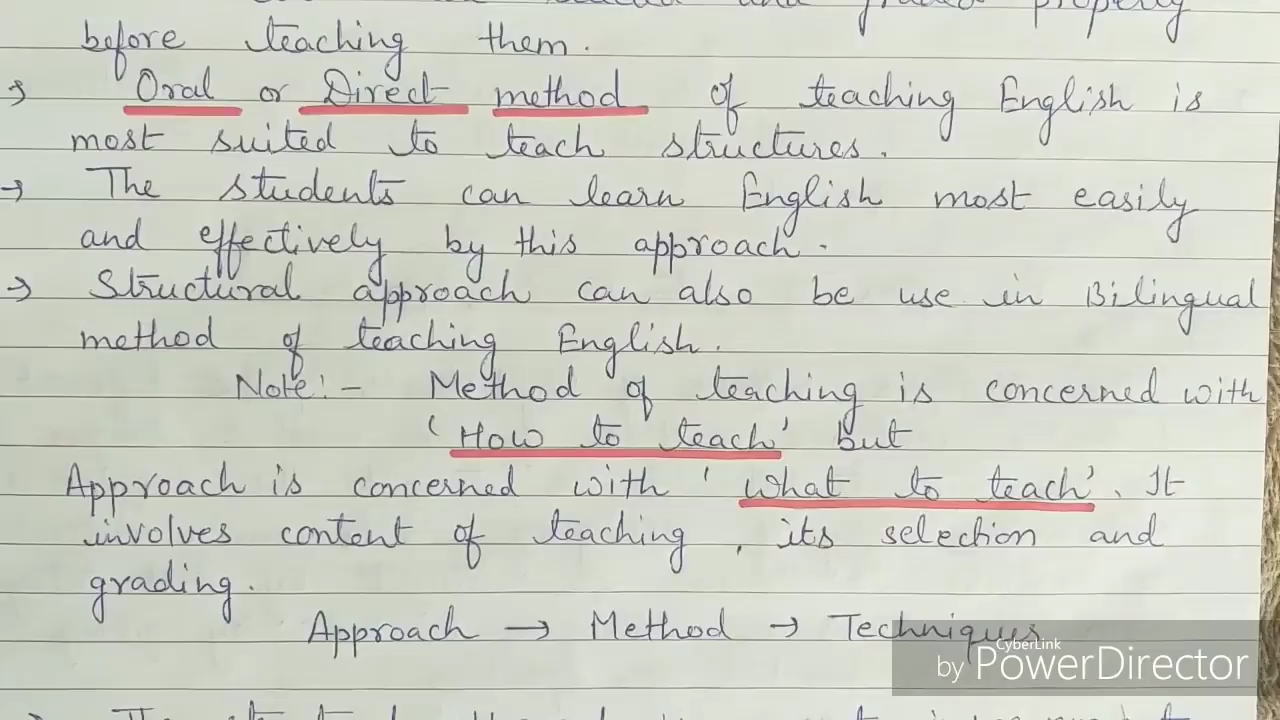 and graded property
before teaching them.
→ Oral or Direct method of teaching English is
most suited to teach structures.
→ The students can learn English most easily
and effectively by this approach.
→ Structural approach can also be use in Bilingual
method of teaching English.
Note:- Method of teaching is concerned with
'How to teach' but
Approach is concerned with 'what to teach'. It
involves content of teaching, its selection and
grading.
Approach → Method → Techniques
CyberLink
by PowerDirector